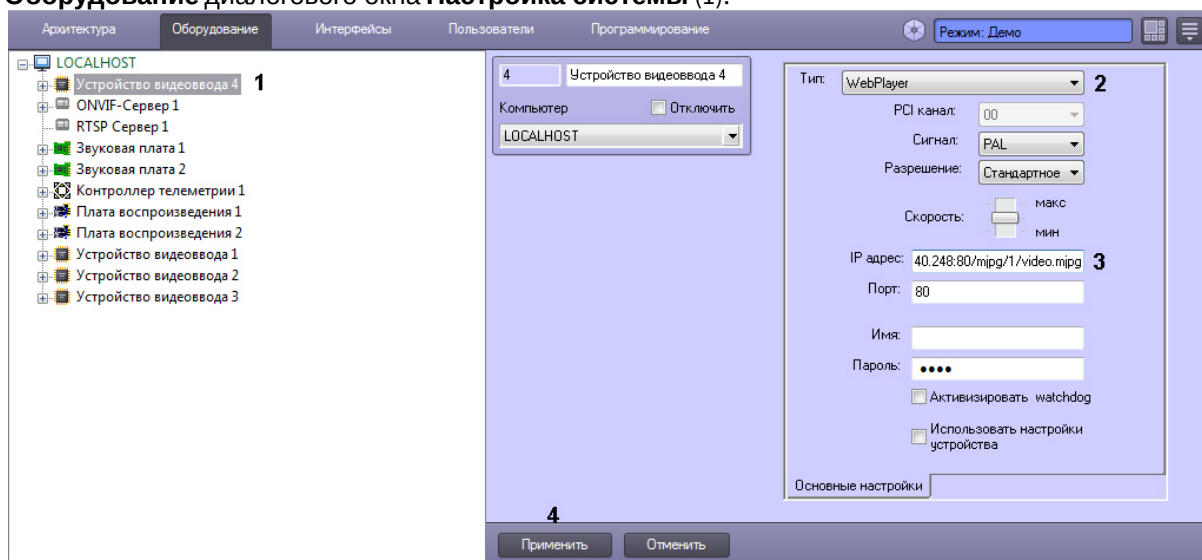 Оборудование диалогового окна Настройка системы (1).
Архитектура Оборудование Интерфейсы Пользователи Программирование Режим: Демо
LOCALHOST
Устройство видеоввода 4 1
ONVIF-Сервер 1
RTSP Сервер 1
Звуковая плата 1
Звуковая плата 2
Контроллер телеметрии 1
Плата воспроизведения 1
Плата воспроизведения 2
Устройство видеоввода 1
Устройство видеоввода 2
Устройство видеоввода 3
4 Устройство видеоввода 4
Компьютер Отключить
LOCALHOST
Тип: WebPlayer 2
PCI канал: 00
Сигнал: PAL
Разрешение: Стандартное
Скорость: макс
мин
IP адрес: 40.248:80/mjpg/1/video.mjpg 3
Порт: 80
Имя:
Пароль: ●●●●
Активизировать watchdog
Использовать настройки
устройства
Основные настройки
4
Применить Отменить